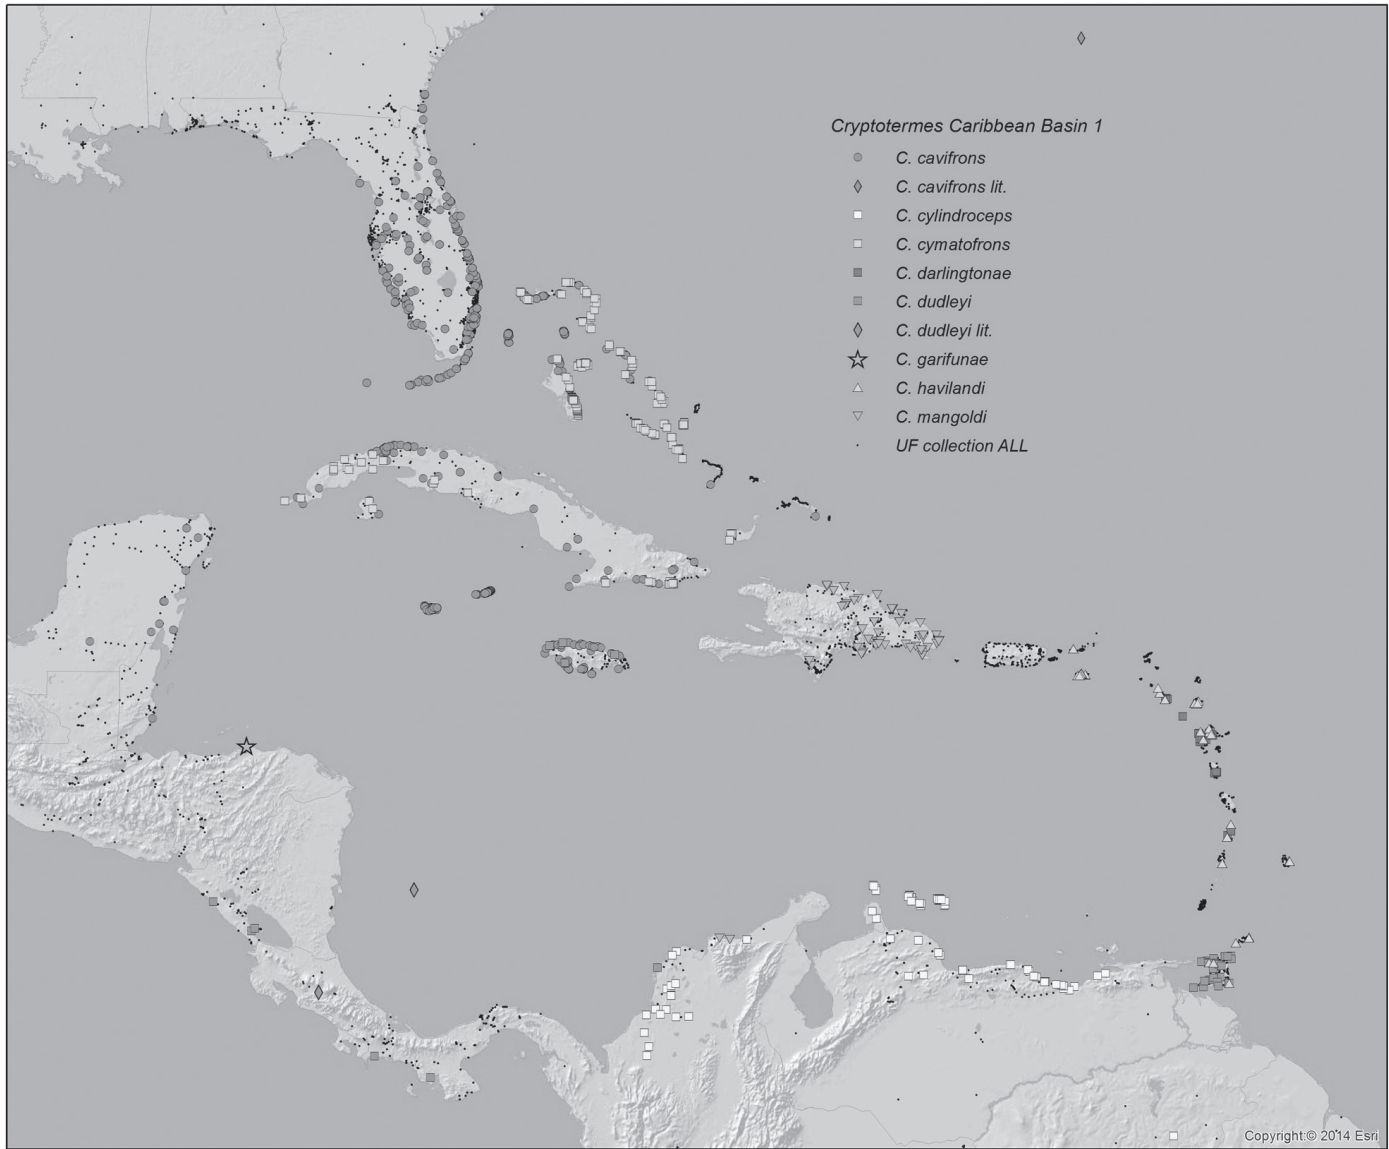 Cryptotermes Caribbean Basin 1
C. cavifrons
C. cavifrons lit.
C. cylindroceps
C. cymatofrons
C. darlingtonae
C. dudleyi
C. dudleyi lit.
C. garifunae
C. havilandi
C. mangoldi
UF collection ALL
Copyright:© 2014 Esri